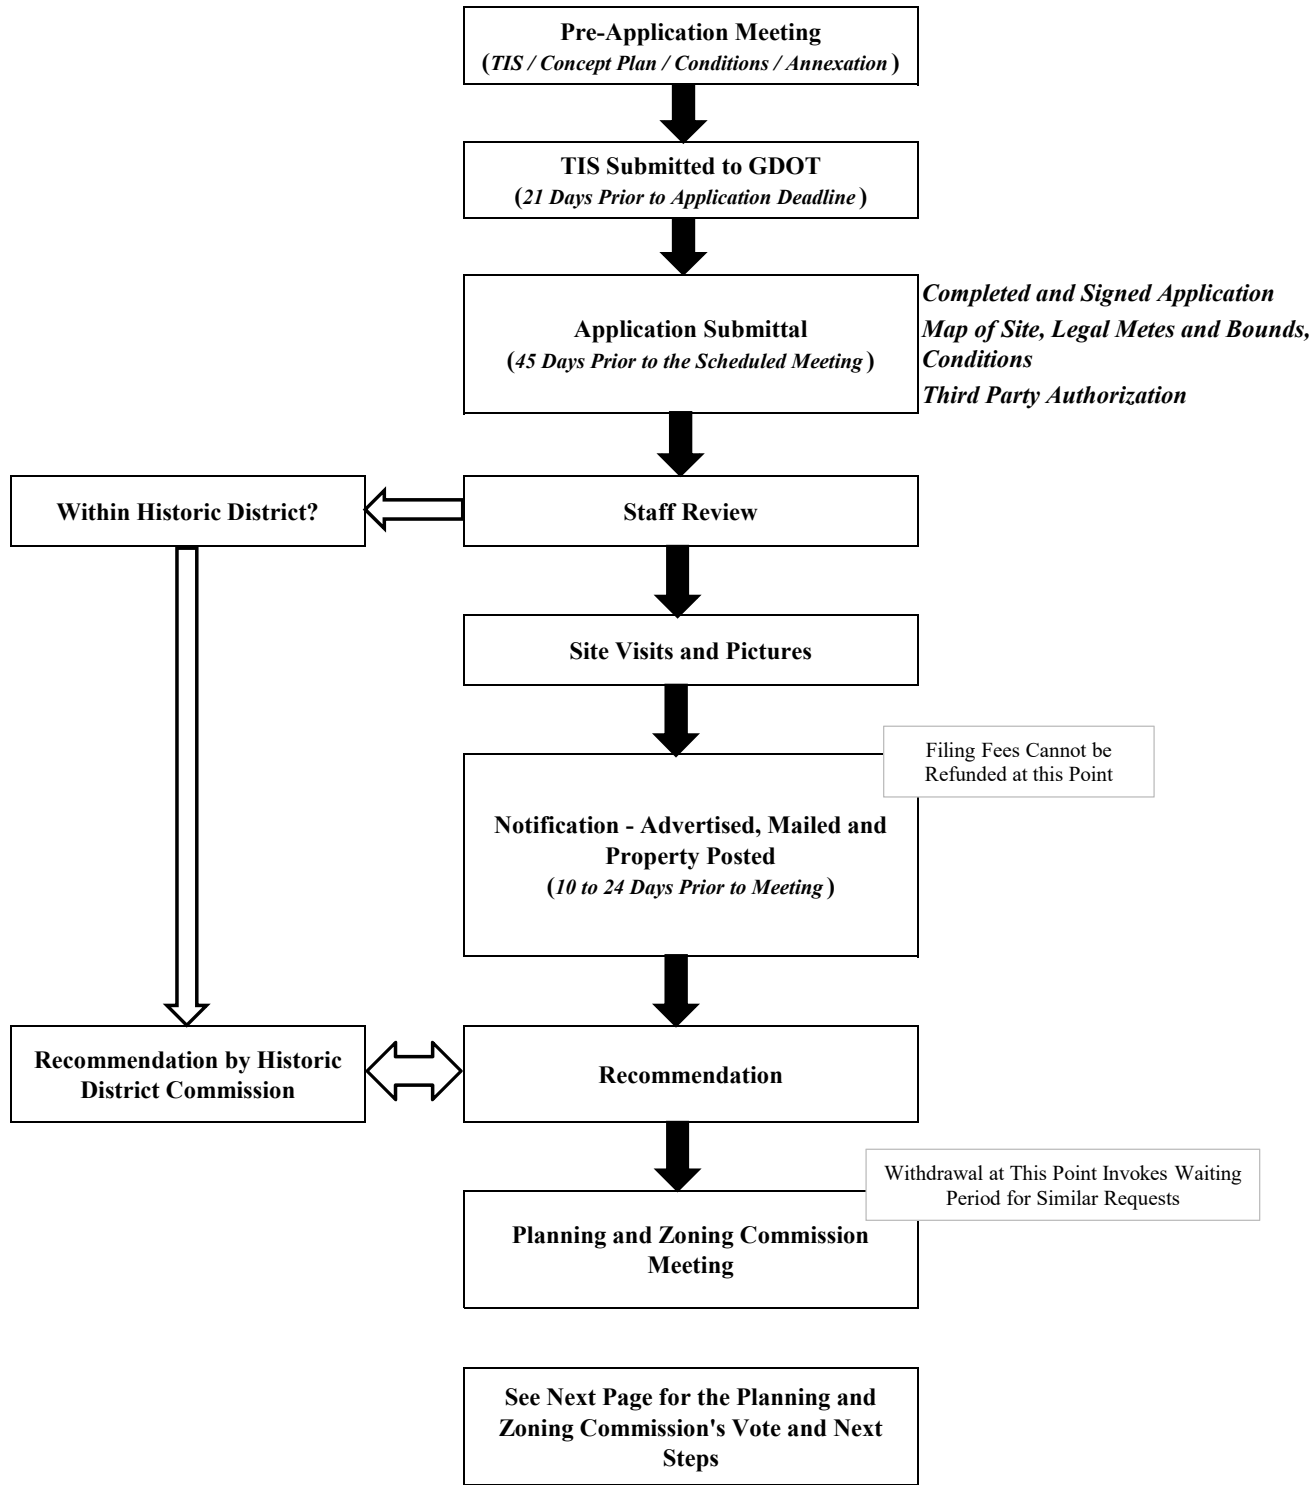 Pre-Application Meeting
(TIS / Concept Plan / Conditions / Annexation)
TIS Submitted to GDOT
(21 Days Prior to Application Deadline)
Application Submittal
(45 Days Prior to the Scheduled Meeting)
Completed and Signed Application
Map of Site, Legal Metes and Bounds,
Conditions
Third Party Authorization
Within Historic District?
Staff Review
Site Visits and Pictures
Filing Fees Cannot be
Refunded at this Point
Notification - Advertised, Mailed and
Property Posted
(10 to 24 Days Prior to Meeting)
Recommendation by Historic
District Commission
Recommendation
Withdrawal at This Point Invokes Waiting
Period for Similar Requests
Planning and Zoning Commission
Meeting
See Next Page for the Planning and
Zoning Commission's Vote and Next
Steps